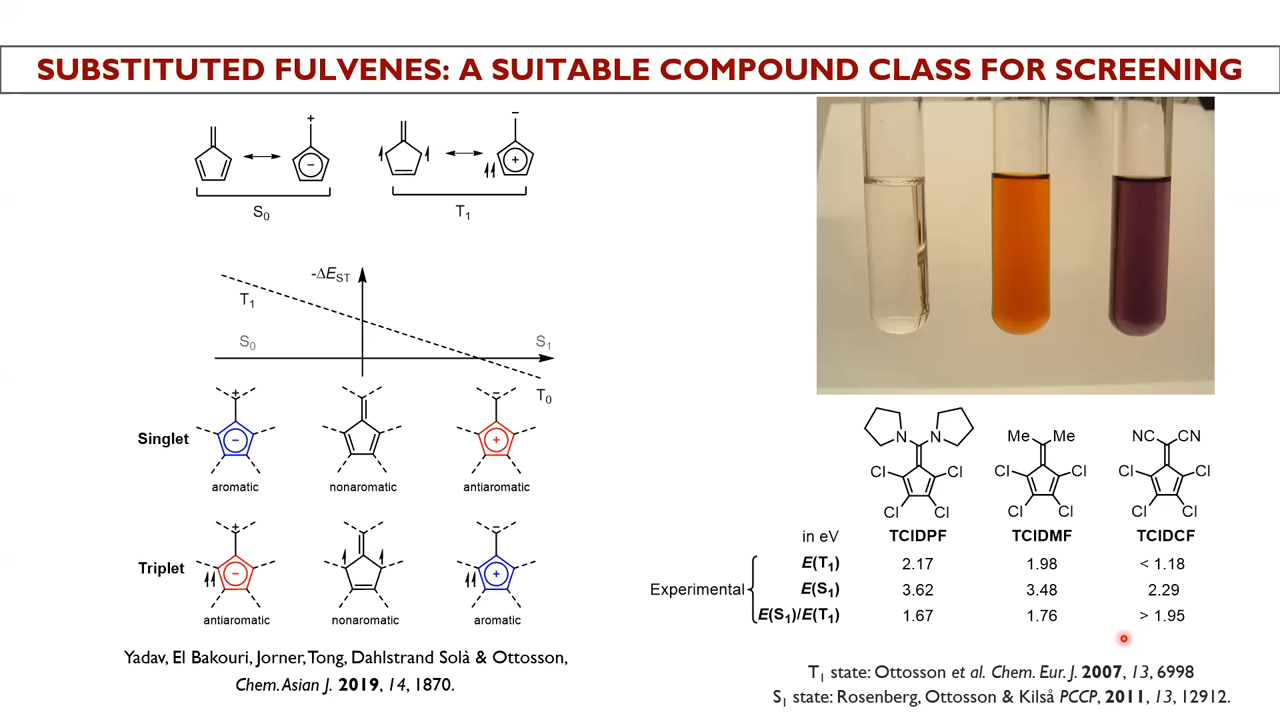 SUBSTITUTED FULVENES: A SUITABLE COMPOUND CLASS FOR SCREENING
+
−
−
+
S0
T1
-ΔEST
T1
S0
S1
T0
Singlet
+
−
−
+
aromatic
nonaromatic
antiaromatic
Triplet
+
−
−
+
antiaromatic
nonaromatic
aromatic
Yadav, El Bakouri, Jorner, Tong, Dahlstrand Solà & Ottosson,
Chem. Asian J. 2019, 14, 1870.
N N
Cl Cl
Cl Cl
Me Me
Cl Cl
Cl Cl
NC CN
Cl Cl
Cl Cl
in eV TCIDPF TCIDMF TCIDCF
Experimental
E(T1) 2.17 1.98 < 1.18
E(S1) 3.62 3.48 2.29
E(S1)/E(T1) 1.67 1.76 > 1.95
T1 state: Ottosson et al. Chem. Eur. J. 2007, 13, 6998
S1 state: Rosenberg, Ottosson & Kilså PCCP, 2011, 13, 12912.